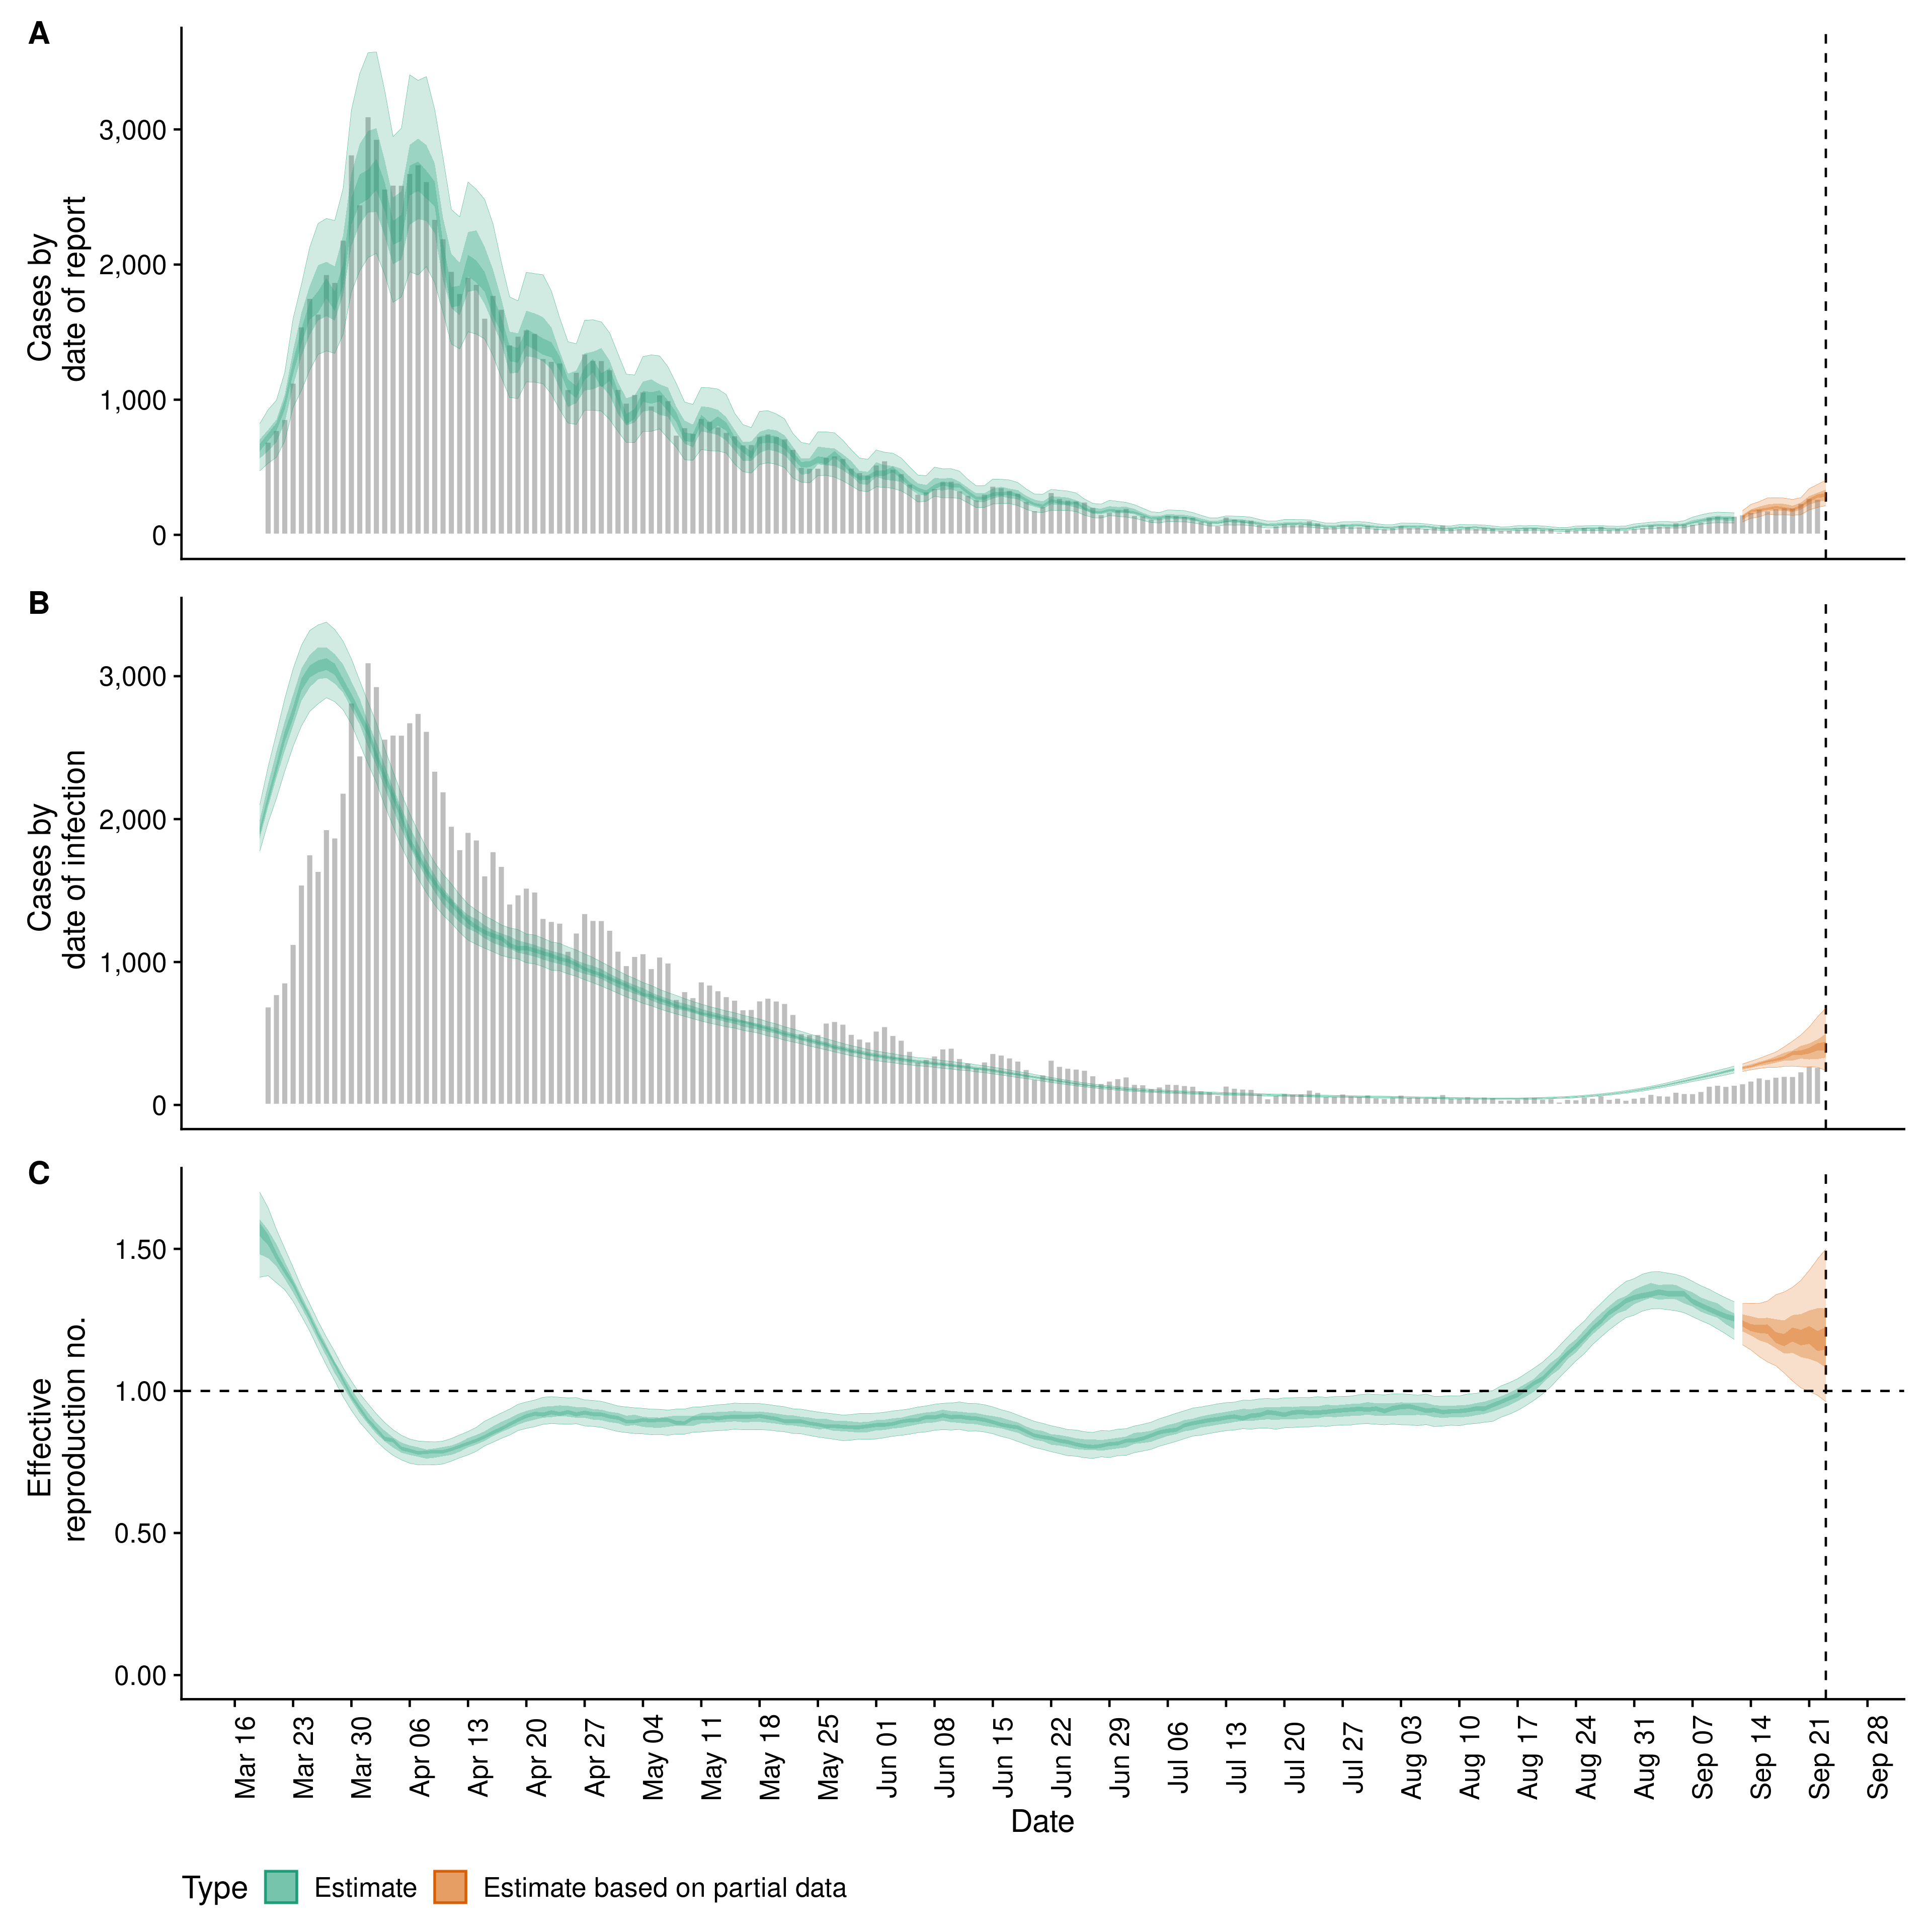 A
Cases by
date of report
3,000
2,000
1,000
0
B
Cases by
date of infection
3,000
2,000
1,000
0
C
Effective
reproduction no.
1.50
1.00
0.50
0.00
Mar 16
Mar 23
Mar 30
Apr 06
Apr 13
Apr 20
Apr 27
May 04
May 11
May 18
May 25
Jun 01
Jun 08
Jun 15
Jun 22
Jun 29
Jul 06
Jul 13
Jul 20
Jul 27
Aug 03
Aug 10
Aug 17
Aug 24
Aug 31
Sep 07
Sep 14
Sep 21
Sep 28
Date
Type Estimate Estimate based on partial data